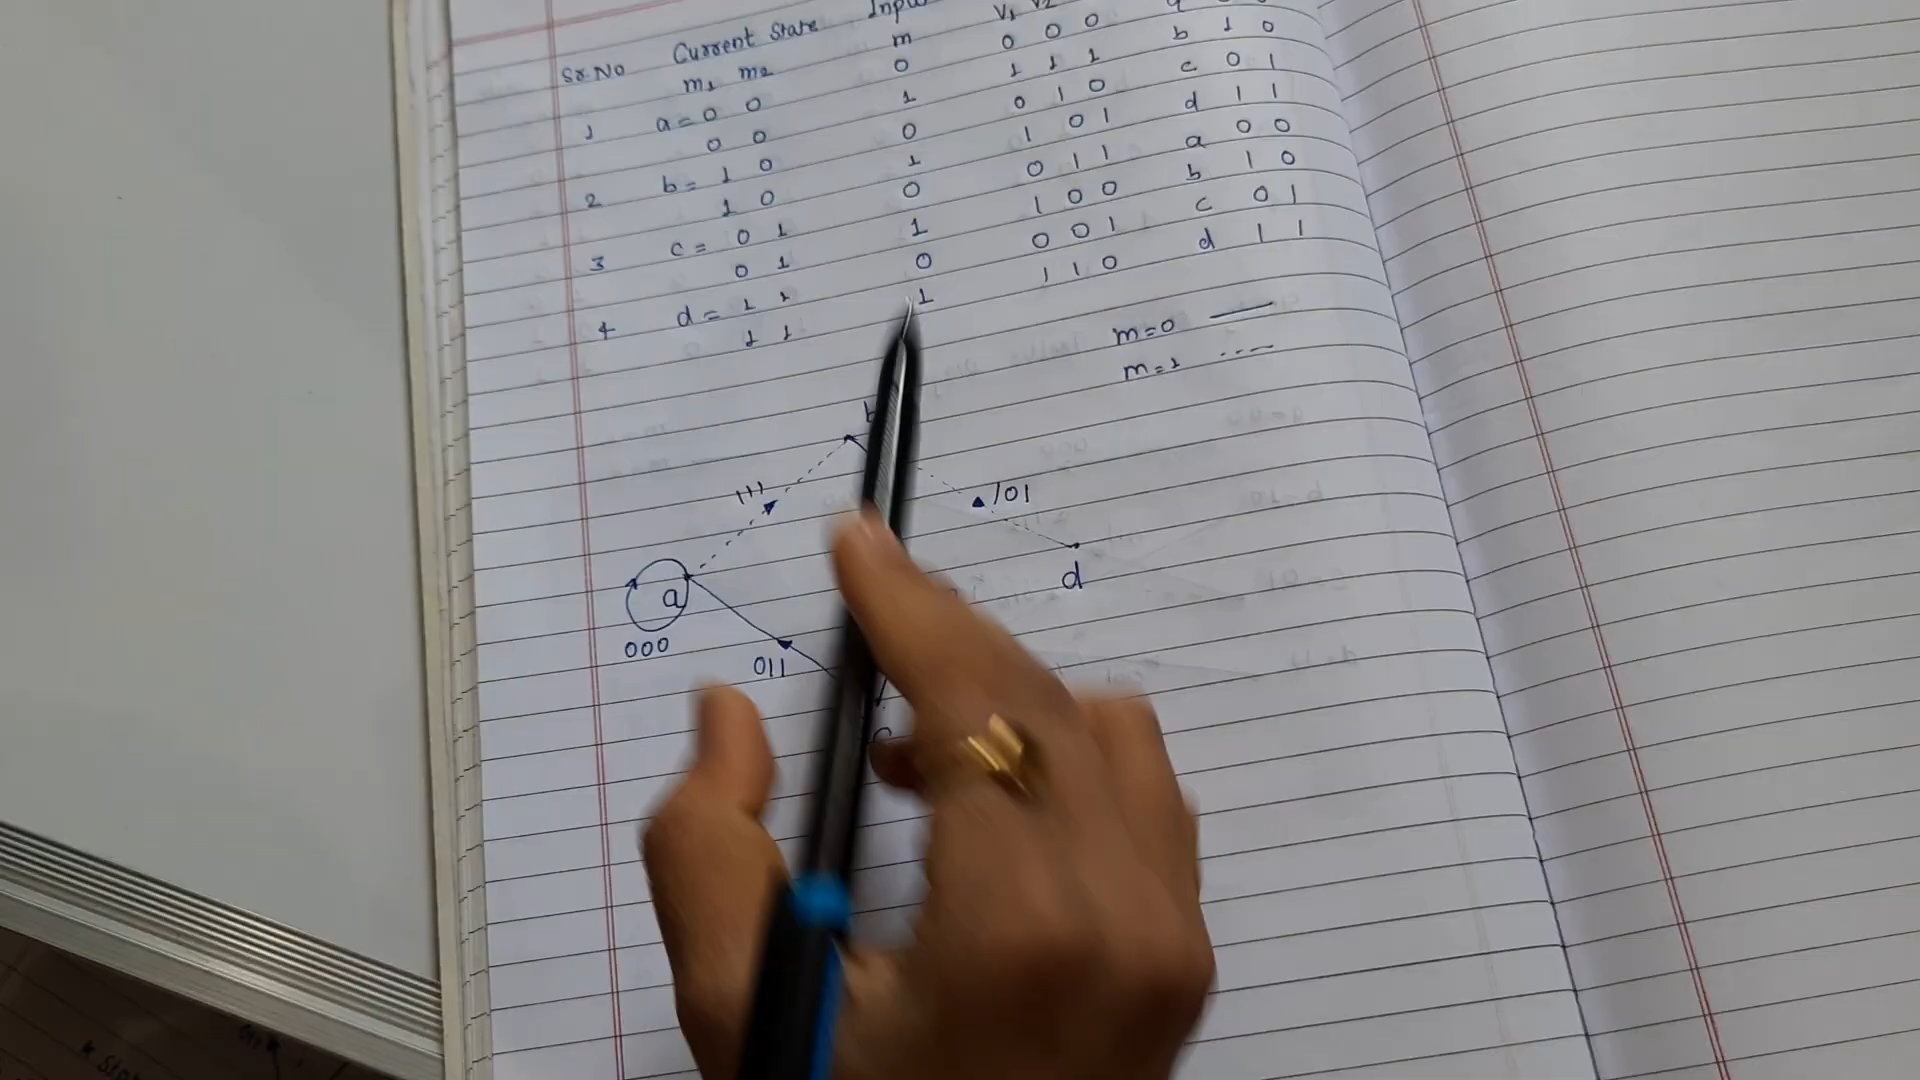 Current State
Sr.No m1 m2 m V1 V2
1 a = 0 0 0 0 0 0
0 0 1 1 1 1 b 1 0
2 b = 1 0 0 0 1 0 c 0 1
1 0 1 1 0 1 d 1 1
3 c = 0 1 0 0 1 1 a 0 0
0 1 1 1 0 0 b 1 0
4 d = 1 1 0 0 0 1 c 0 1
1 1 1 1 1 0 d 1 1
m=0
m=1
111
101
d
a
000
011